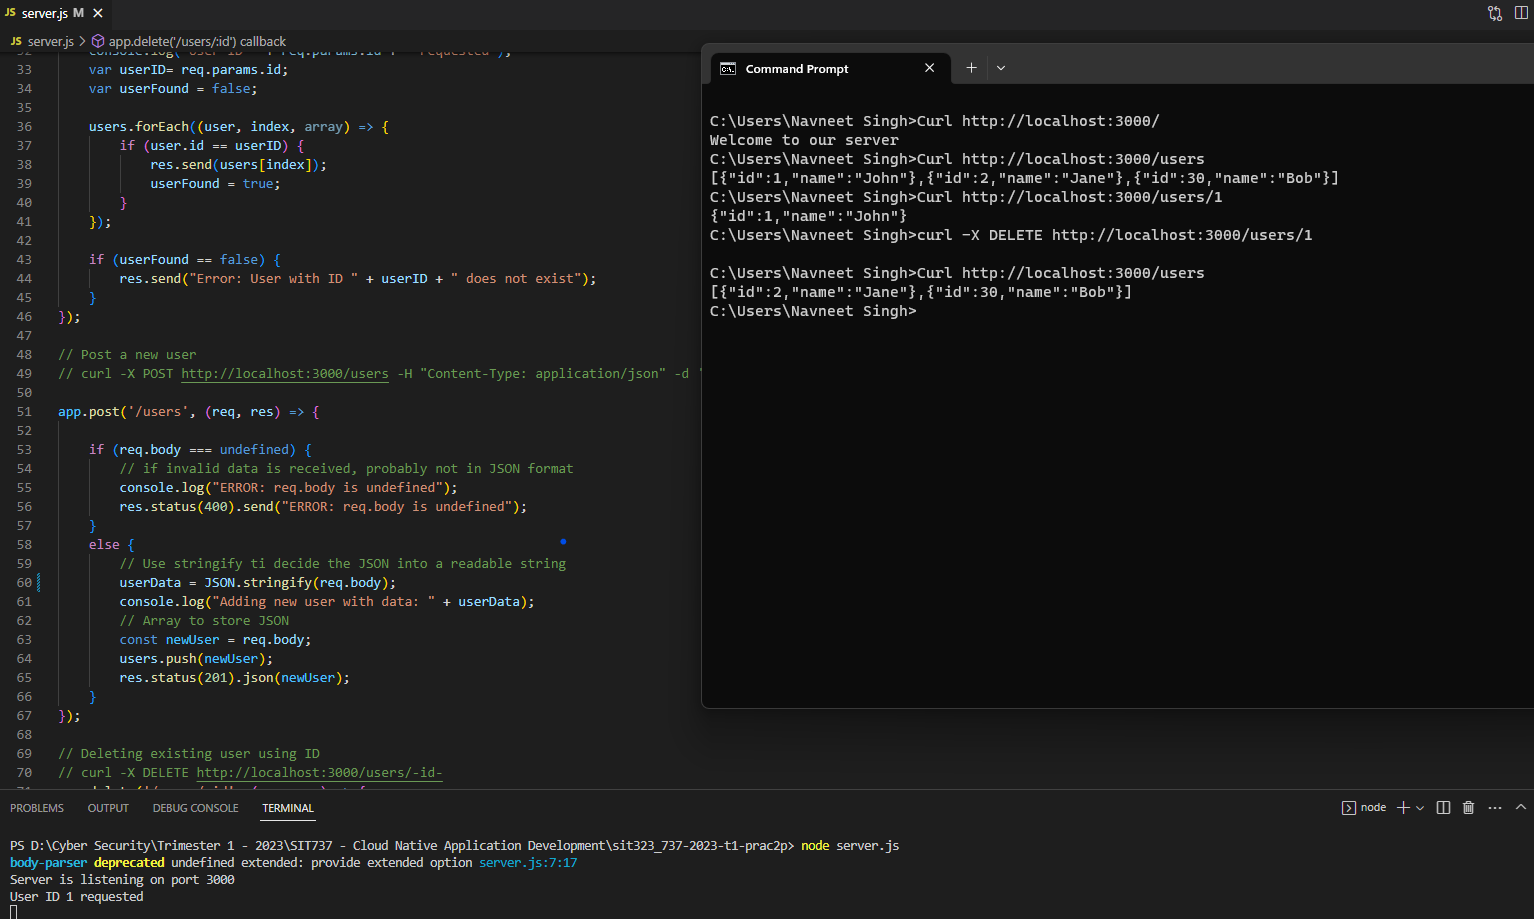 JS server.js M ✕
JS server.js > app.delete('/users/:id') callback
33 var userID= req.params.id;
34 var userFound = false;
35
36 users.forEach((user, index, array) => {
37 if (user.id == userID) {
38 res.send(users[index]);
39 userFound = true;
40 }
41 });
42
43 if (userFound == false) {
44 res.send("Error: User with ID " + userID + " does not exist");
45 }
46 });
47
48 // Post a new user
49 // curl -X POST http://localhost:3000/users -H "Content-Type: application/json" -d
50
51 app.post('/users', (req, res) => {
52
53 if (req.body === undefined) {
54 // if invalid data is received, probably not in JSON format
55 console.log("ERROR: req.body is undefined");
56 res.status(400).send("ERROR: req.body is undefined");
57 }
58 else {
59 // Use stringify ti decide the JSON into a readable string
60 userData = JSON.stringify(req.body);
61 console.log("Adding new user with data: " + userData);
62 // Array to store JSON
63 const newUser = req.body;
64 users.push(newUser);
65 res.status(201).json(newUser);
66 }
67 });
68
69 // Deleting existing user using ID
70 // curl -X DELETE http://localhost:3000/users/-id-
Command Prompt
C:\Users\Navneet Singh>Curl http://localhost:3000/
Welcome to our server
C:\Users\Navneet Singh>Curl http://localhost:3000/users
[{"id":1,"name":"John"},{"id":2,"name":"Jane"},{"id":30,"name":"Bob"}]
C:\Users\Navneet Singh>Curl http://localhost:3000/users/1
{"id":1,"name":"John"}
C:\Users\Navneet Singh>curl -X DELETE http://localhost:3000/users/1
C:\Users\Navneet Singh>Curl http://localhost:3000/users
[{"id":2,"name":"Jane"},{"id":30,"name":"Bob"}]
C:\Users\Navneet Singh>
PROBLEMS OUTPUT DEBUG CONSOLE TERMINAL
node
PS D:\Cyber Security\Trimester 1 - 2023\SIT737 - Cloud Native Application Development\sit323_737-2023-t1-prac2p> node server.js
body-parser deprecated undefined extended: provide extended option server.js:7:17
Server is listening on port 3000
User ID 1 requested